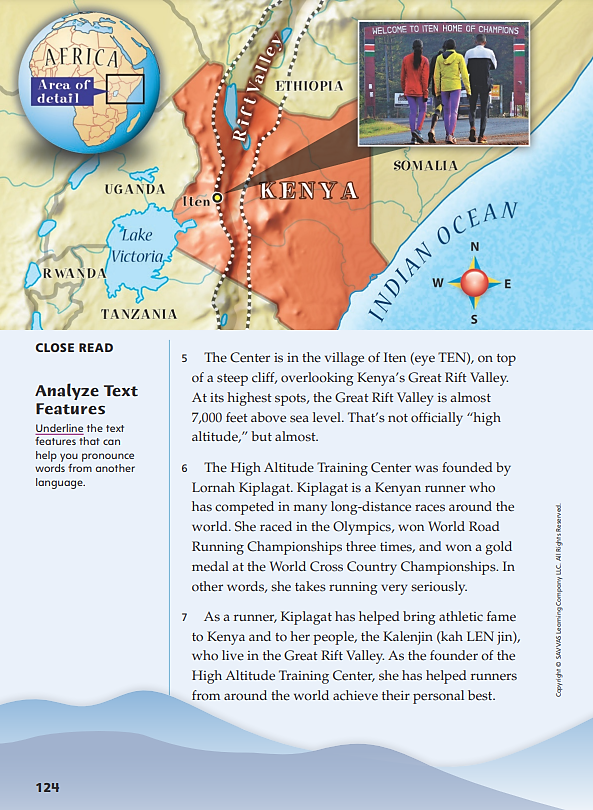 AFRICA
Area of
detail
Rift Valley
ETHIOPIA
WELCOME TO ITEN HOME OF CHAMPIONS
SOMALIA
UGANDA
Iten
KENYA
Lake
Victoria
RWANDA
TANZANIA
INDIAN OCEAN
N
W
E
S
CLOSE READ
Analyze Text
Features
Underline the text
features that can
help you pronounce
words from another
language.
5 The Center is in the village of Iten (eye TEN), on top
of a steep cliff, overlooking Kenya’s Great Rift Valley.
At its highest spots, the Great Rift Valley is almost
7,000 feet above sea level. That’s not officially “high
altitude,” but almost.
6 The High Altitude Training Center was founded by
Lornah Kiplagat. Kiplagat is a Kenyan runner who
has competed in many long-distance races around the
world. She raced in the Olympics, won World Road
Running Championships three times, and won a gold
medal at the World Cross Country Championships. In
other words, she takes running very seriously.
7 As a runner, Kiplagat has helped bring athletic fame
to Kenya and to her people, the Kalenjin (kah LEN jin),
who live in the Great Rift Valley. As the founder of the
High Altitude Training Center, she has helped runners
from around the world achieve their personal best.
Copyright © SAVVAS Learning Company LLC. All Rights Reserved.
124